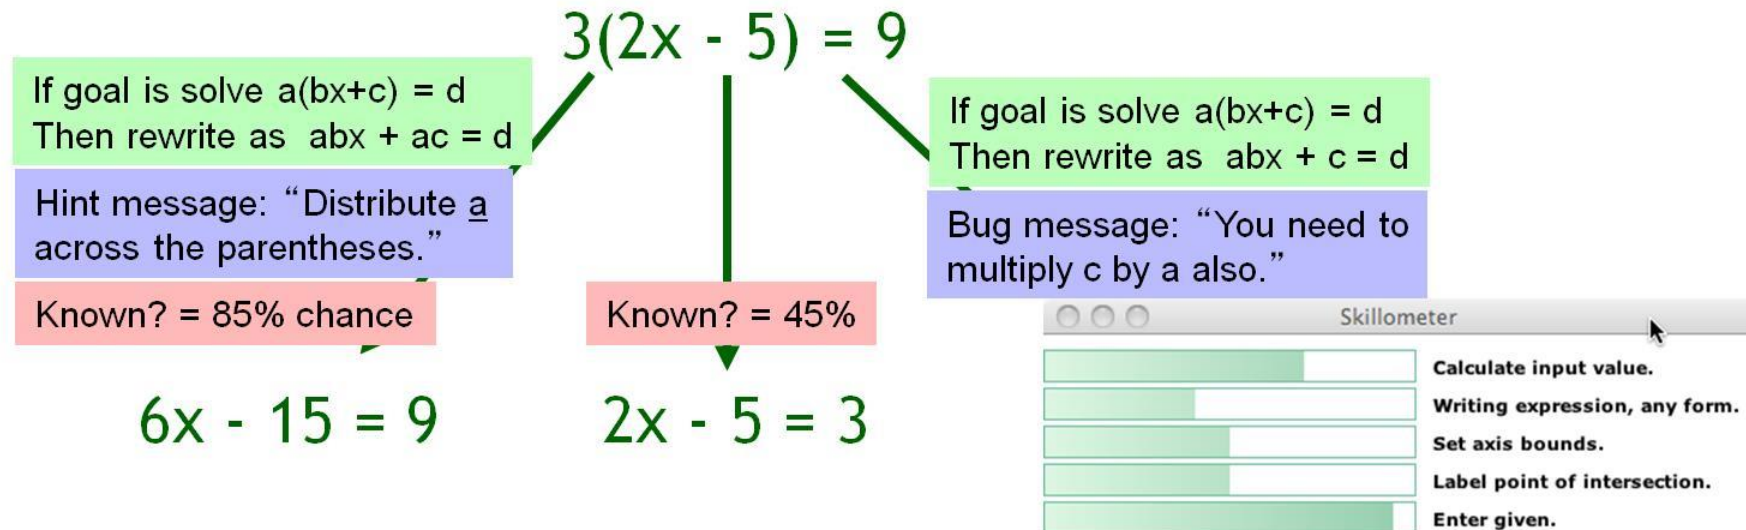 3(2x - 5) = 9
If goal is solve a(bx+c) = d
Then rewrite as abx + ac = d
Hint message: “Distribute a
across the parentheses.”
Known? = 85% chance
6x - 15 = 9
Known? = 45%
2x - 5 = 3
If goal is solve a(bx+c) = d
Then rewrite as abx + c = d
Bug message: “You need to
multiply c by a also.”
Skillometer
Calculate input value.
Writing expression, any form.
Set axis bounds.
Label point of intersection.
Enter given.